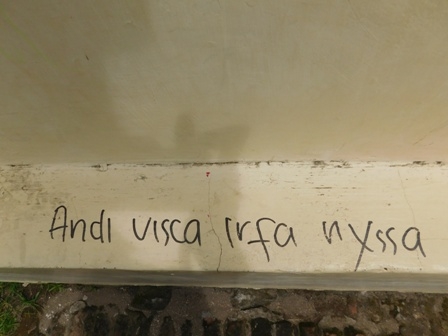 Andi visca irfa nyssa